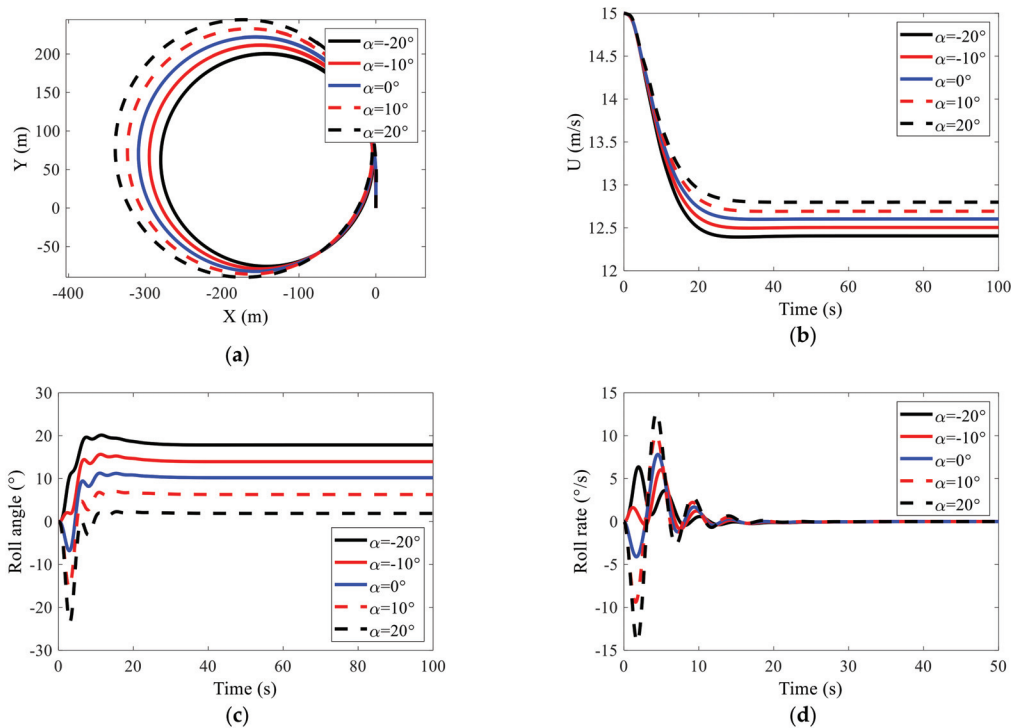 200
150
100
50
0
-50
-400
-300
-200
-100
0
Y (m)
X (m)
α=-20°
α=-10°
α=0°
α=10°
α=20°
(a)
15
14.5
14
13.5
13
12.5
12
0
20
40
60
80
100
U (m/s)
Time (s)
α=-20°
α=-10°
α=0°
α=10°
α=20°
(b)
30
20
10
0
-10
-20
-30
0
20
40
60
80
100
Roll angle (°)
Time (s)
α=-20°
α=-10°
α=0°
α=10°
α=20°
(c)
15
10
5
0
-5
-10
-15
0
10
20
30
40
50
Roll rate (°/s)
Time (s)
α=-20°
α=-10°
α=0°
α=10°
α=20°
(d)